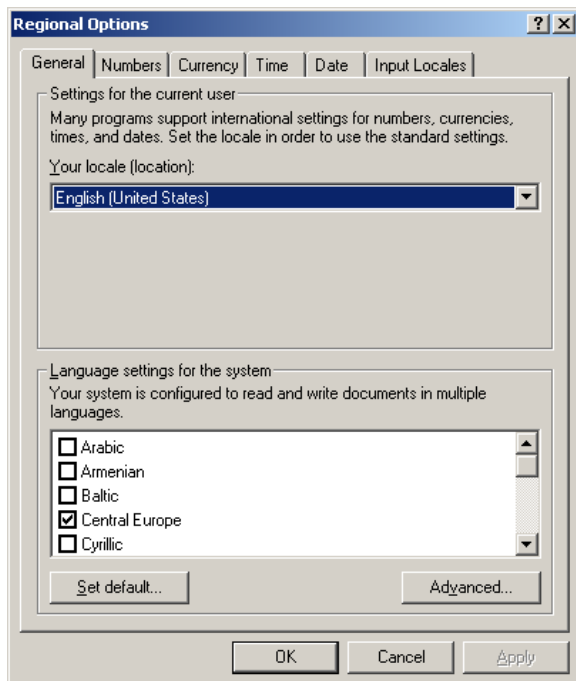 Regional Options
General Numbers Currency Time Date Input Locales
Settings for the current user
Many programs support international settings for numbers, currencies,
times, and dates. Set the locale in order to use the standard settings.
Your locale (location):
English (United States)
Language settings for the system
Your system is configured to read and write documents in multiple
languages.
Arabic
Armenian
Baltic
Central Europe
Cyrillic
Set default... Advanced...
OK Cancel Apply